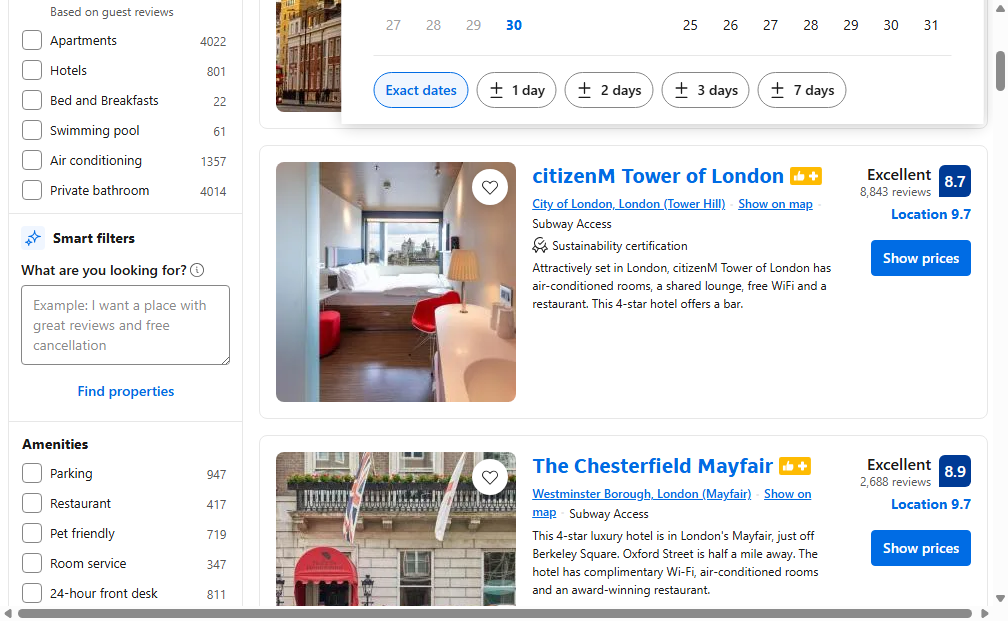 Based on guest reviews
Apartments 4022
Hotels 801
Bed and Breakfasts 22
Swimming pool 61
Air conditioning 1357
Private bathroom 4014
Smart filters
What are you looking for?
Example: I want a place with
great reviews and free
cancellation
Find properties
Amenities
Parking 947
Restaurant 417
Pet friendly 719
Room service 347
24-hour front desk 811
27 28 29 30
25 26 27 28 29 30 31
Exact dates
± 1 day
± 2 days
± 3 days
± 7 days
citizenM Tower of London
City of London, London (Tower Hill) · Show on map ·
Subway Access
Sustainability certification
Attractively set in London, citizenM Tower of London has
air-conditioned rooms, a shared lounge, free WiFi and a
restaurant. This 4-star hotel offers a bar.
Excellent
8,843 reviews
8.7
Location 9.7
Show prices
The Chesterfield Mayfair
Westminster Borough, London (Mayfair) · Show on
map · Subway Access
This 4-star luxury hotel is in London's Mayfair, just off
Berkeley Square. Oxford Street is half a mile away. The
hotel has complimentary Wi-Fi, air-conditioned rooms
and an award-winning restaurant.
Excellent
2,688 reviews
8.9
Location 9.7
Show prices